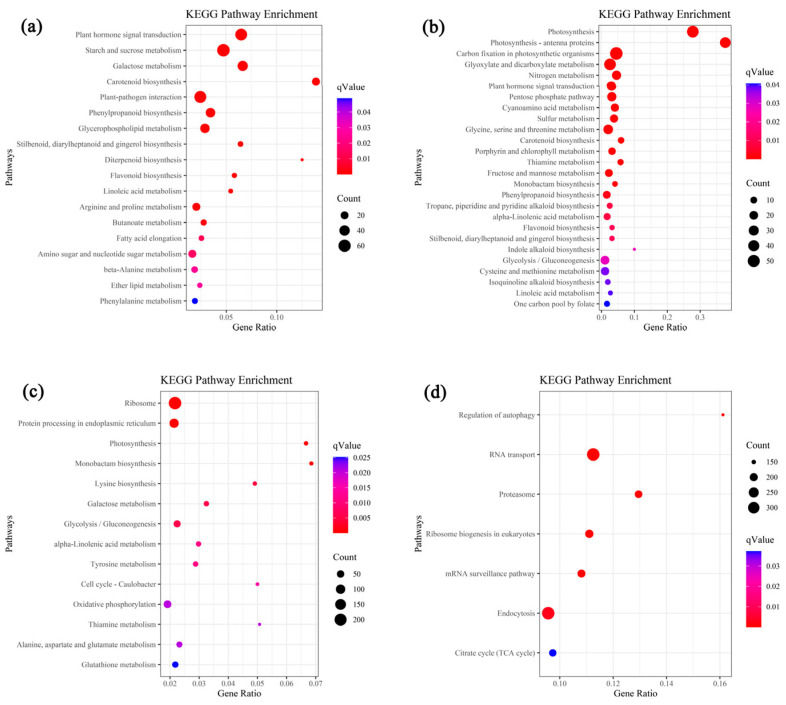 (a)
KEGG Pathway Enrichment
Pathways
Plant hormone signal transduction
Starch and sucrose metabolism
Galactose metabolism
Carotenoid biosynthesis
Plant-pathogen interaction
Phenylpropanoid biosynthesis
Glycerophospholipid metabolism
Stilbenoid, diarylheptanoid and gingerol biosynthesis
Diterpenoid biosynthesis
Flavonoid biosynthesis
Linoleic acid metabolism
Arginine and proline metabolism
Butanoate metabolism
Fatty acid elongation
Amino sugar and nucleotide sugar metabolism
beta-Alanine metabolism
Ether lipid metabolism
Phenylalanine metabolism
0.05 0.10
Gene Ratio
qValue
0.04
0.03
0.02
0.01
Count
20
40
60
(b)
KEGG Pathway Enrichment
Pathways
Photosynthesis
Photosynthesis - antenna proteins
Carbon fixation in photosynthetic organisms
Glyoxylate and dicarboxylate metabolism
Nitrogen metabolism
Plant hormone signal transduction
Pentose phosphate pathway
Cyanoamino acid metabolism
Sulfur metabolism
Glycine, serine and threonine metabolism
Carotenoid biosynthesis
Porphyrin and chlorophyll metabolism
Thiamine metabolism
Fructose and mannose metabolism
Monobactam biosynthesis
Phenylpropanoid biosynthesis
Tropane, piperidine and pyridine alkaloid biosynthesis
alpha-Linolenic acid metabolism
Flavonoid biosynthesis
Stilbenoid, diarylheptanoid and gingerol biosynthesis
Indole alkaloid biosynthesis
Glycolysis / Gluconeogenesis
Cysteine and methionine metabolism
Isoquinoline alkaloid biosynthesis
Linoleic acid metabolism
One carbon pool by folate
0.0 0.1 0.2 0.3
Gene Ratio
qValue
0.04
0.03
0.02
0.01
Count
10
20
30
40
50
(c)
KEGG Pathway Enrichment
Pathways
Ribosome
Protein processing in endoplasmic reticulum
Photosynthesis
Monobactam biosynthesis
Lysine biosynthesis
Galactose metabolism
Glycolysis / Gluconeogenesis
alpha-Linolenic acid metabolism
Tyrosine metabolism
Cell cycle - Caulobacter
Oxidative phosphorylation
Thiamine metabolism
Alanine, aspartate and glutamate metabolism
Glutathione metabolism
0.02 0.03 0.04 0.05 0.06 0.07
Gene Ratio
qValue
0.025
0.020
0.015
0.010
0.005
Count
50
100
150
200
(d)
KEGG Pathway Enrichment
Pathways
Regulation of autophagy
RNA transport
Proteasome
Ribosome biogenesis in eukaryotes
mRNA surveillance pathway
Endocytosis
Citrate cycle (TCA cycle)
0.10 0.12 0.14 0.16
Gene Ratio
Count
150
200
250
300
qValue
0.03
0.02
0.01